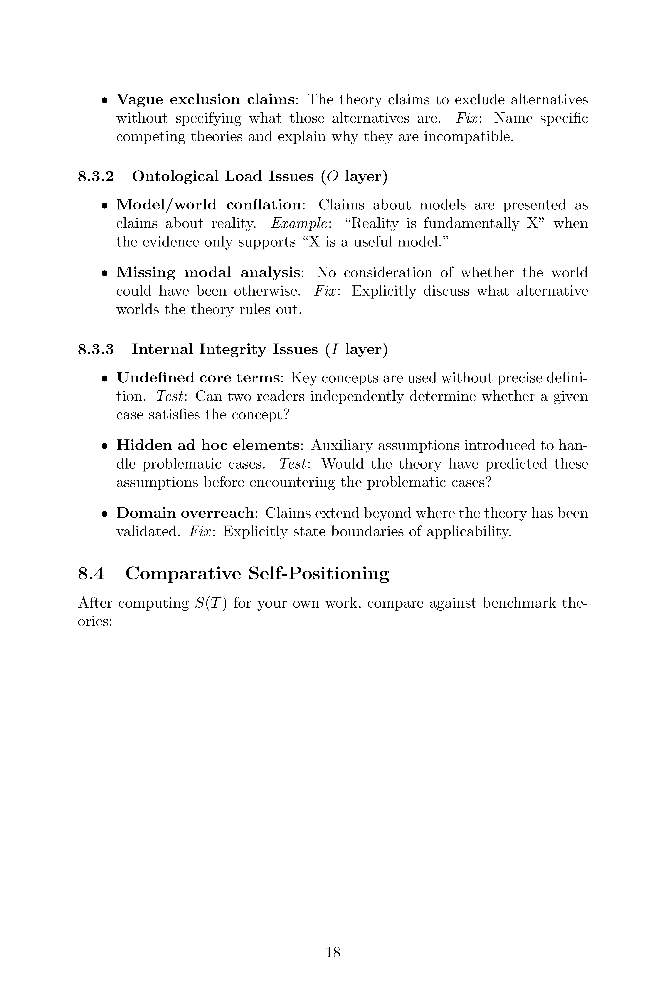 • Vague exclusion claims: The theory claims to exclude alternatives
without specifying what those alternatives are. Fix: Name specific
competing theories and explain why they are incompatible.
8.3.2 Ontological Load Issues (O layer)
• Model/world conflation: Claims about models are presented as
claims about reality. Example: “Reality is fundamentally X” when
the evidence only supports “X is a useful model.”
• Missing modal analysis: No consideration of whether the world
could have been otherwise. Fix: Explicitly discuss what alternative
worlds the theory rules out.
8.3.3 Internal Integrity Issues (I layer)
• Undefined core terms: Key concepts are used without precise defini-
tion. Test: Can two readers independently determine whether a given
case satisfies the concept?
• Hidden ad hoc elements: Auxiliary assumptions introduced to han-
dle problematic cases. Test: Would the theory have predicted these
assumptions before encountering the problematic cases?
• Domain overreach: Claims extend beyond where the theory has been
validated. Fix: Explicitly state boundaries of applicability.
8.4 Comparative Self-Positioning
After computing S(T) for your own work, compare against benchmark the-
ories:
18